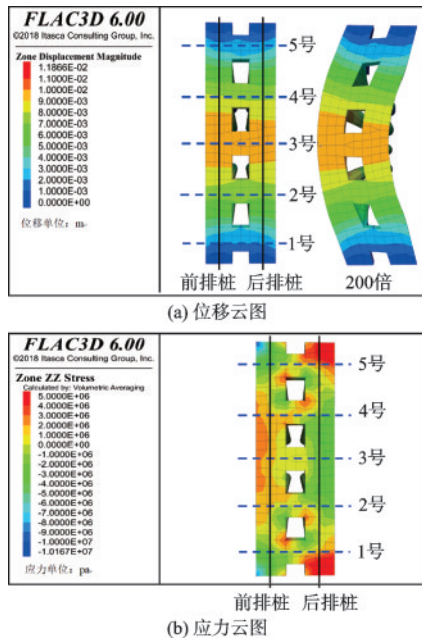 FLAC3D 6.00
©2018 Itasca Consulting Group, Inc.
Zone Displacement Magnitude
1.1866E-02
1.1000E-02
1.0000E-02
9.0000E-03
8.0000E-03
7.0000E-03
6.0000E-03
5.0000E-03
4.0000E-03
3.0000E-03
2.0000E-03
1.0000E-03
0.0000E+00
位移单位：m
5号
4号
3号
2号
1号
前排桩 后排桩 200倍
(a) 位移云图
FLAC3D 6.00
©2018 Itasca Consulting Group, Inc.
Zone ZZ Stress
Calculated by: Volumetric Averaging
5.0000E+06
4.0000E+06
3.0000E+06
2.0000E+06
1.0000E+06
0.0000E+00
-1.0000E+06
-2.0000E+06
-3.0000E+06
-4.0000E+06
-5.0000E+06
-6.0000E+06
-7.0000E+06
-8.0000E+06
-9.0000E+06
-1.0000E+07
-1.0167E+07
应力单位：pa
5号
4号
3号
2号
1号
前排桩 后排桩
(b) 应力云图